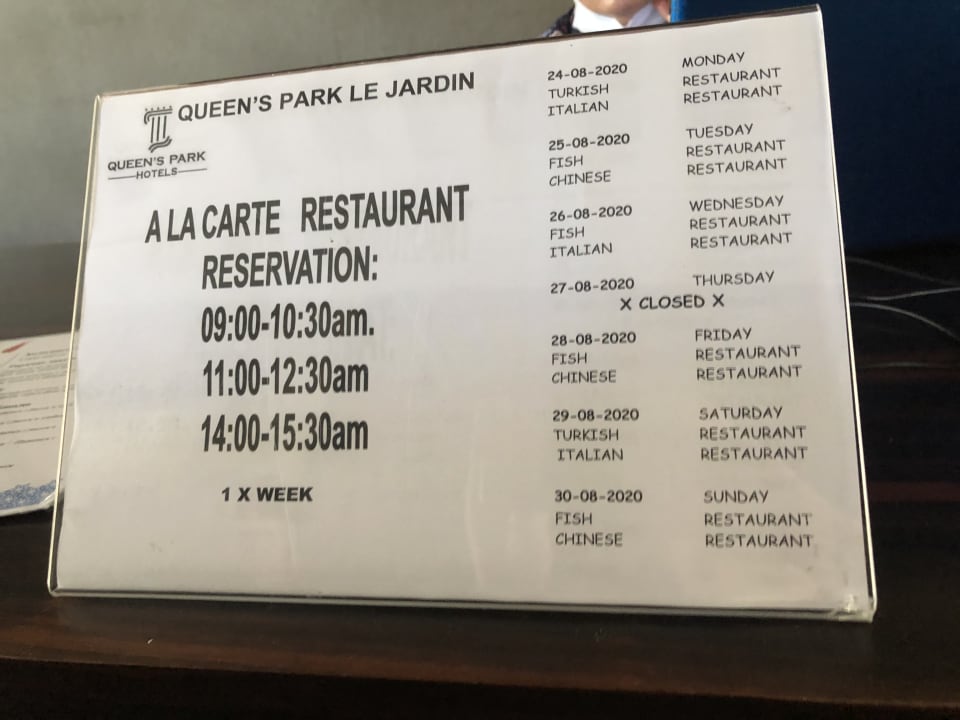 QUEEN'S PARK LE JARDIN
QUEEN'S PARK
HOTELS
A LA CARTE RESTAURANT
RESERVATION:
09:00-10:30am.
11:00-12:30am
14:00-15:30am
1 X WEEK
24-08-2020 MONDAY
TURKISH RESTAURANT
ITALIAN RESTAURANT
25-08-2020 TUESDAY
FISH RESTAURANT
CHINESE RESTAURANT
26-08-2020 WEDNESDAY
FISH RESTAURANT
ITALIAN RESTAURANT
27-08-2020 THURSDAY
X CLOSED X
28-08-2020 FRIDAY
FISH RESTAURANT
CHINESE RESTAURANT
29-08-2020 SATURDAY
TURKISH RESTAURANT
ITALIAN RESTAURANT
30-08-2020 SUNDAY
FISH RESTAURANT
CHINESE RESTAURANT